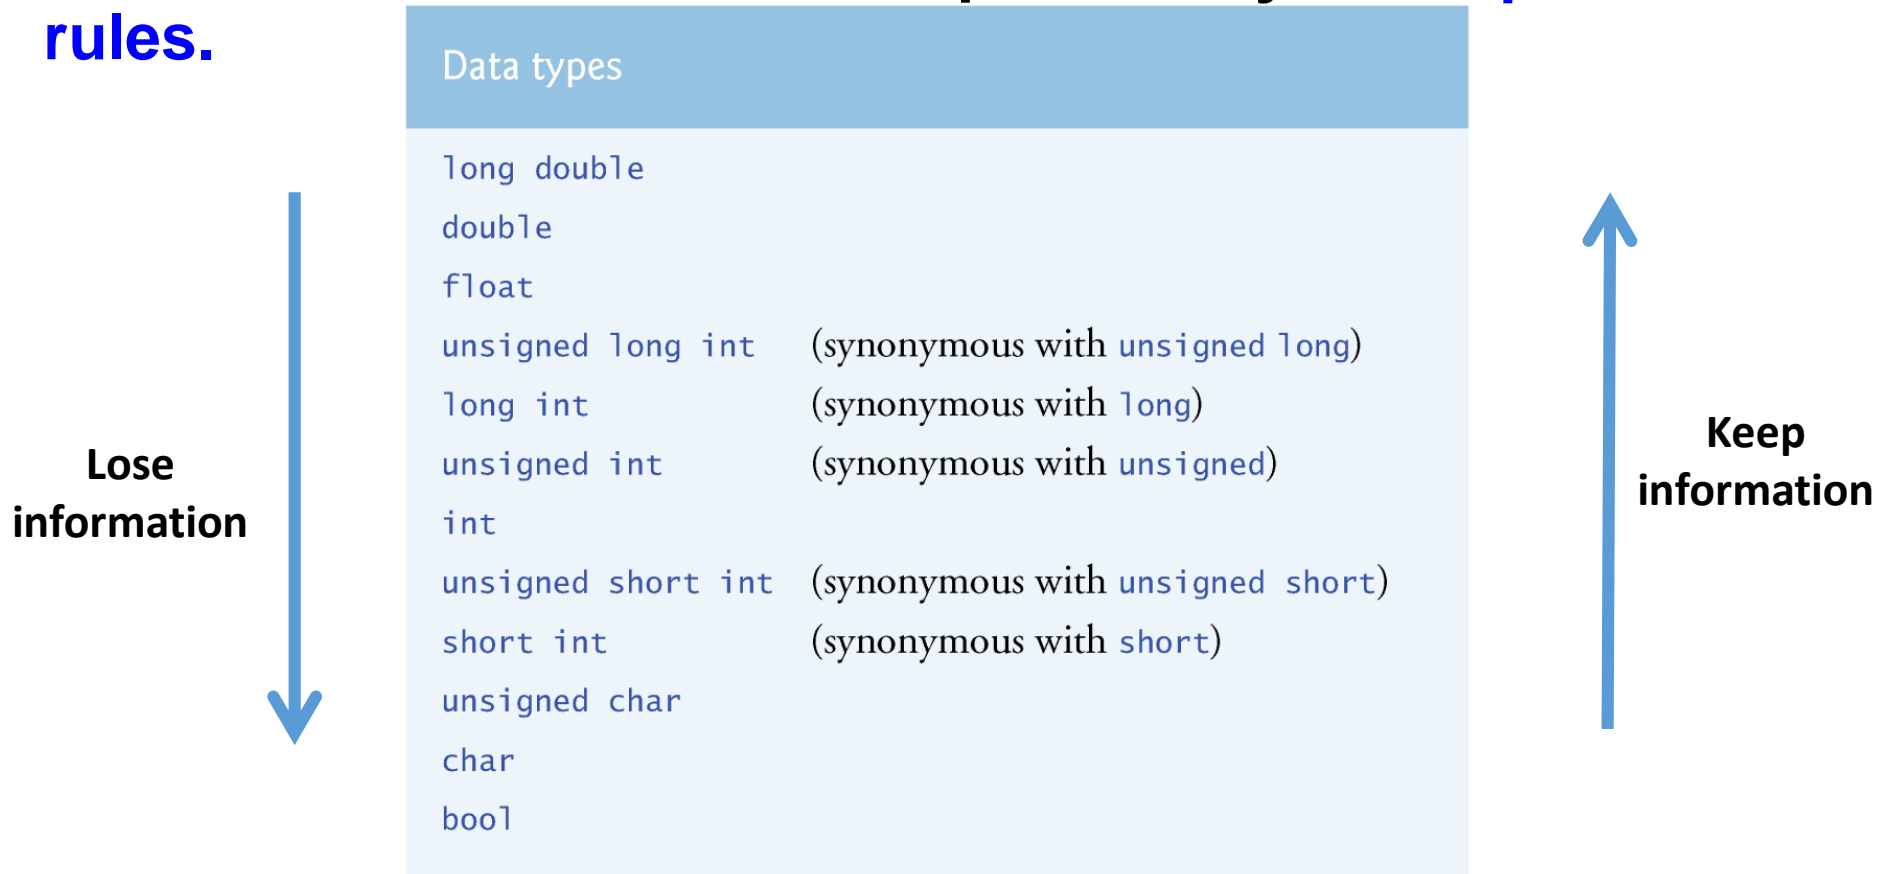 rules.
Data types
long double
double
float
unsigned long int (synonymous with unsigned long)
long int (synonymous with long)
unsigned int (synonymous with unsigned)
int
unsigned short int (synonymous with unsigned short)
short int (synonymous with short)
unsigned char
char
bool
Lose
information
Keep
information